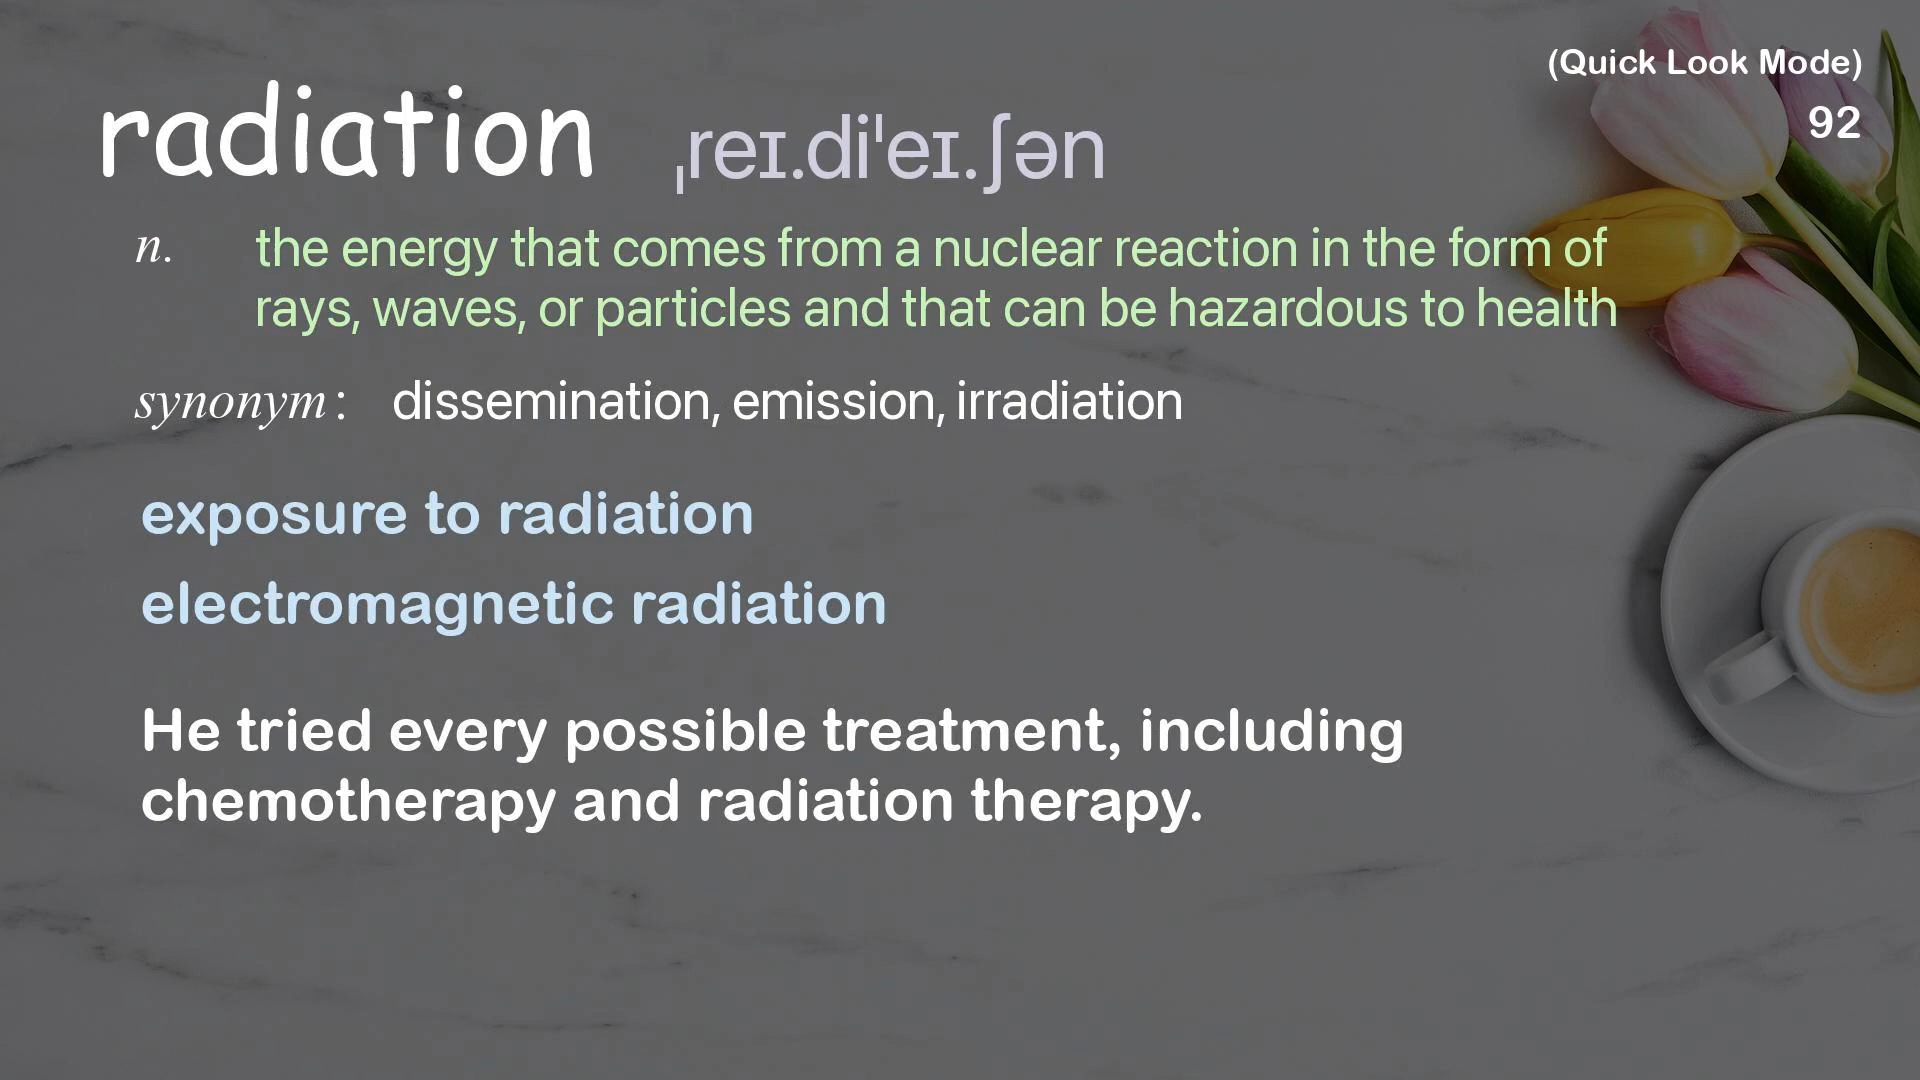 (Quick Look Mode)
92
radiation ˌreɪ.diˈeɪ.ʃən
n. the energy that comes from a nuclear reaction in the form of
rays, waves, or particles and that can be hazardous to health
synonym: dissemination, emission, irradiation
exposure to radiation
electromagnetic radiation
He tried every possible treatment, including
chemotherapy and radiation therapy.